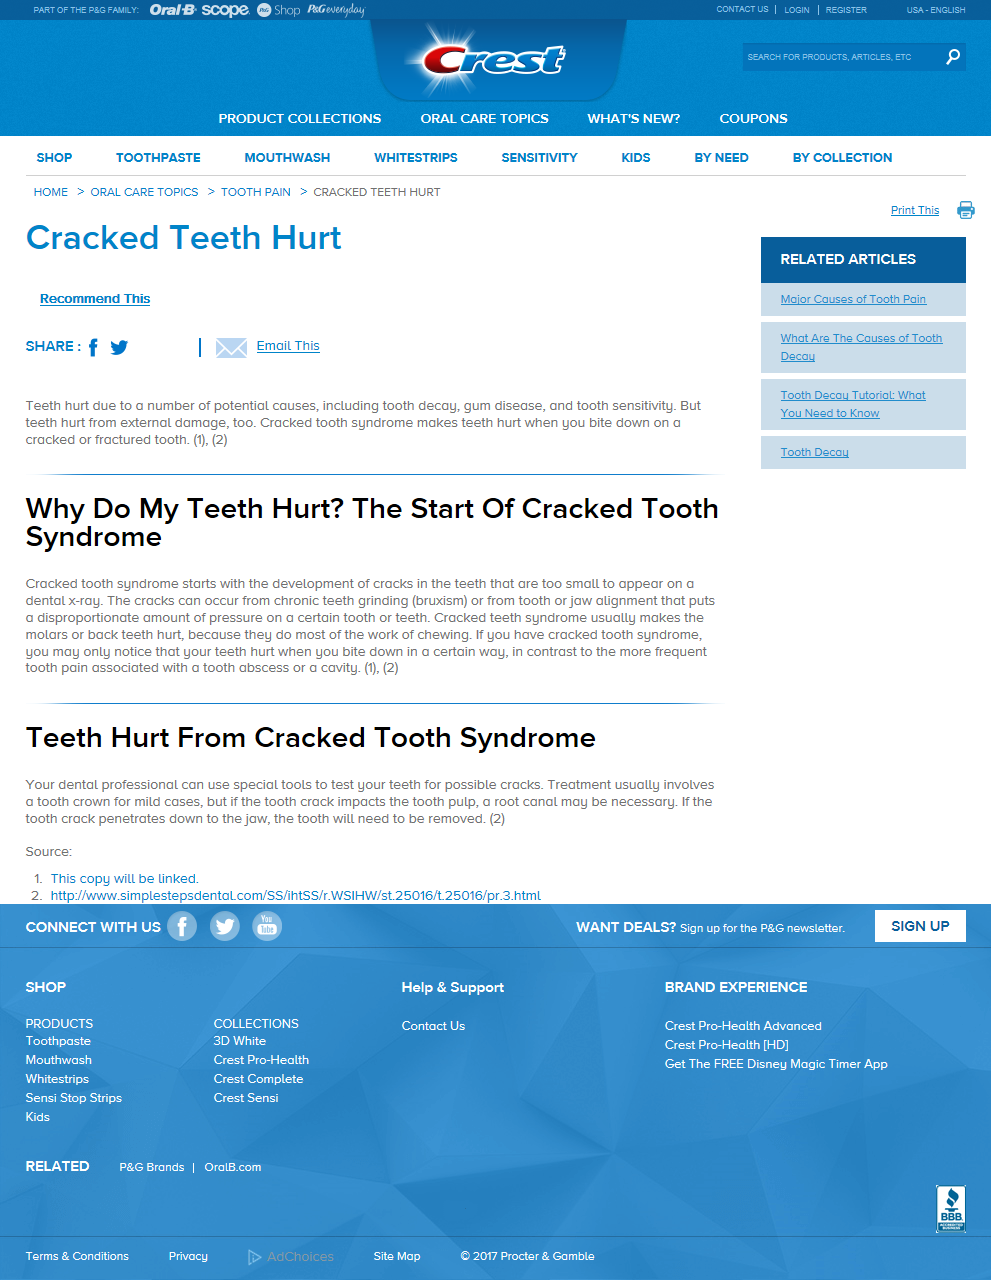 PART OF THE P&G FAMILY: Oral-B scope P&G Shop P&G everyday
CONTACT US | LOGIN | REGISTER USA - ENGLISH
Crest
SEARCH FOR PRODUCTS, ARTICLES, ETC
PRODUCT COLLECTIONS ORAL CARE TOPICS WHAT'S NEW? COUPONS
SHOP TOOTHPASTE MOUTHWASH WHITESTRIPS SENSITIVITY KIDS BY NEED BY COLLECTION
HOME > ORAL CARE TOPICS > TOOTH PAIN > CRACKED TEETH HURT
Print This
Cracked Teeth Hurt
Recommend This
SHARE : | Email This
RELATED ARTICLES
Major Causes of Tooth Pain
What Are The Causes of Tooth
Decay
Tooth Decay Tutorial: What
You Need to Know
Tooth Decay
Teeth hurt due to a number of potential causes, including tooth decay, gum disease, and tooth sensitivity. But
teeth hurt from external damage, too. Cracked tooth syndrome makes teeth hurt when you bite down on a
cracked or fractured tooth. (1), (2)
Why Do My Teeth Hurt? The Start Of Cracked Tooth
Syndrome
Cracked tooth syndrome starts with the development of cracks in the teeth that are too small to appear on a
dental x-ray. The cracks can occur from chronic teeth grinding (bruxism) or from tooth or jaw alignment that puts
a disproportionate amount of pressure on a certain tooth or teeth. Cracked teeth syndrome usually makes the
molars or back teeth hurt, because they do most of the work of chewing. If you have cracked tooth syndrome,
you may only notice that your teeth hurt when you bite down in a certain way, in contrast to the more frequent
tooth pain associated with a tooth abscess or a cavity. (1), (2)
Teeth Hurt From Cracked Tooth Syndrome
Your dental professional can use special tools to test your teeth for possible cracks. Treatment usually involves
a tooth crown for mild cases, but if the tooth crack impacts the tooth pulp, a root canal may be necessary. If the
tooth crack penetrates down to the jaw, the tooth will need to be removed. (2)
Source:
1. This copy will be linked.
2. http://www.simplestepsdental.com/SS/ihtSS/r.WSIHW/st.25016/t.25016/pr.3.html
CONNECT WITH US You Tube
WANT DEALS? Sign up for the P&G newsletter. SIGN UP
SHOP
PRODUCTS
Toothpaste
Mouthwash
Whitestrips
Sensi Stop Strips
Kids
COLLECTIONS
3D White
Crest Pro-Health
Crest Complete
Crest Sensi
Help & Support
Contact Us
BRAND EXPERIENCE
Crest Pro-Health Advanced
Crest Pro-Health [HD]
Get The FREE Disney Magic Timer App
RELATED P&G Brands | OralB.com
BBB
ACCREDITED
BUSINESS
Terms & Conditions Privacy AdChoices Site Map © 2017 Procter & Gamble